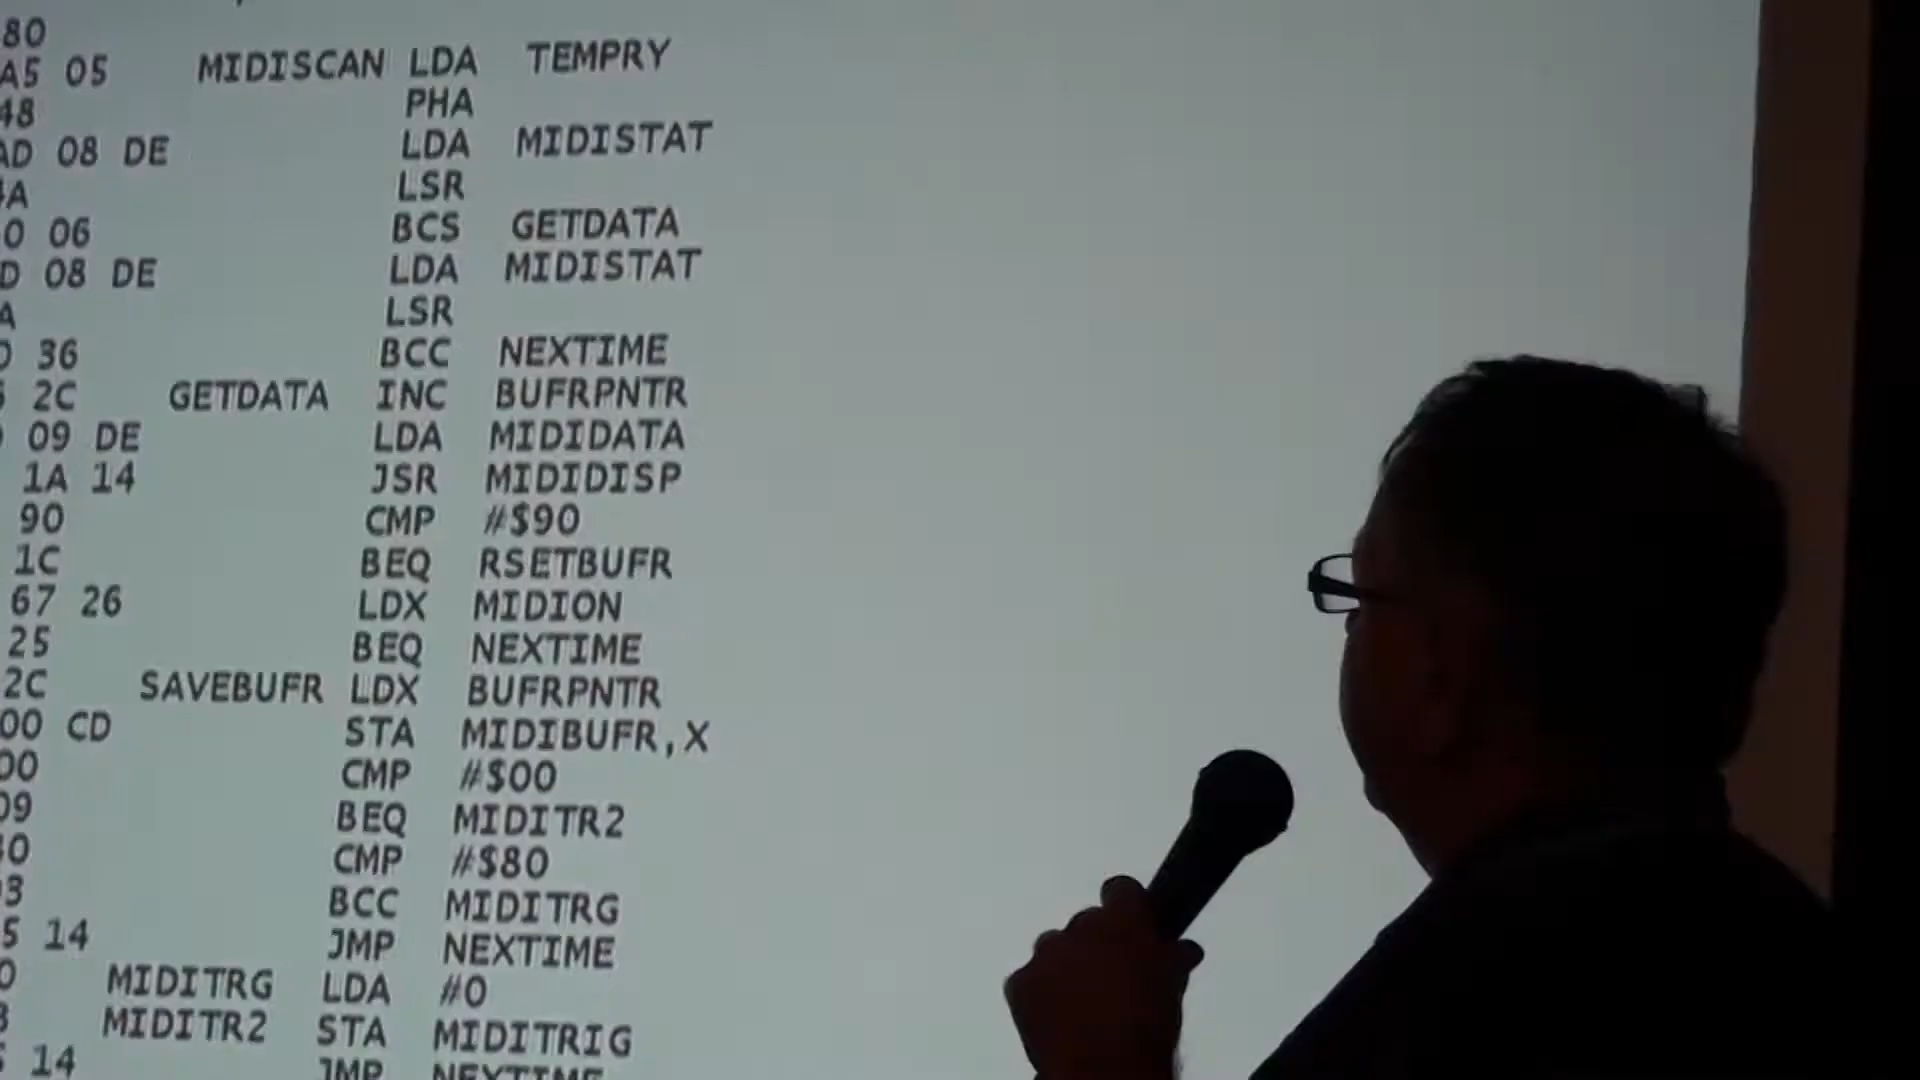 80
A5 05 MIDISCAN LDA TEMPRY
48 PHA
AD 08 DE LDA MIDISTAT
4A LSR
0 06 BCS GETDATA
D 08 DE LDA MIDISTAT
A LSR
36 BCC NEXTIME
2C GETDATA INC BUFRPNTR
09 DE LDA MIDIDATA
1A 14 JSR MIDIDISP
90 CMP #$90
1C BEQ RSETBUFR
67 26 LDX MIDION
25 BEQ NEXTIME
2C SAVEBUFR LDX BUFRPNTR
00 CD STA MIDIBUFR,X
00 CMP #$00
09 BEQ MIDITR2
CMP #$80
BCC MIDITRG
14 JMP NEXTIME
MIDITRG LDA #0
MIDITR2 STA MIDITRIG
14 JMP NEXTIME